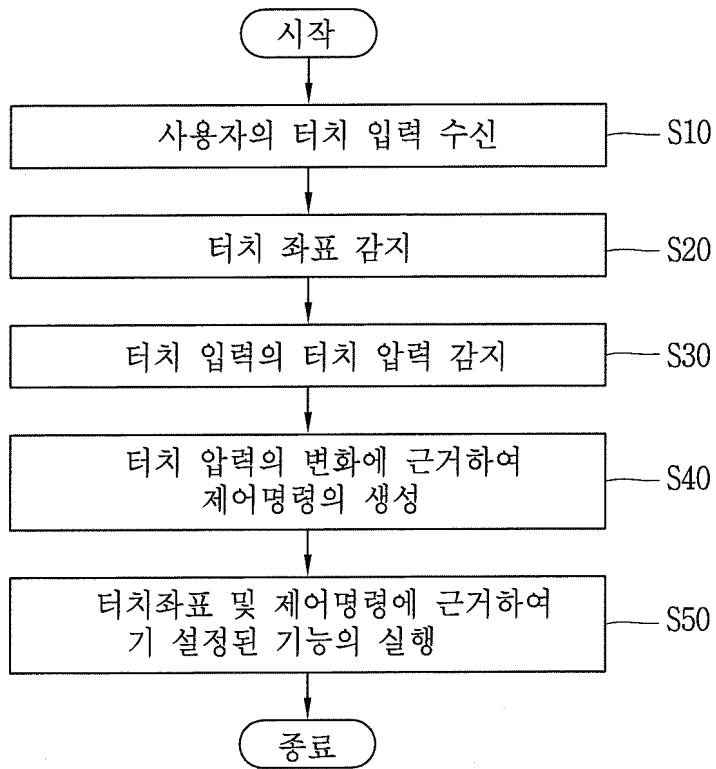 시작
사용자의 터치 입력 수신
S10
터치 좌표 감지
S20
터치 입력의 터치 압력 감지
S30
터치 압력의 변화에 근거하여
제어명령의 생성
S40
터치좌표 및 제어명령에 근거하여
기 설정된 기능의 실행
S50
종료